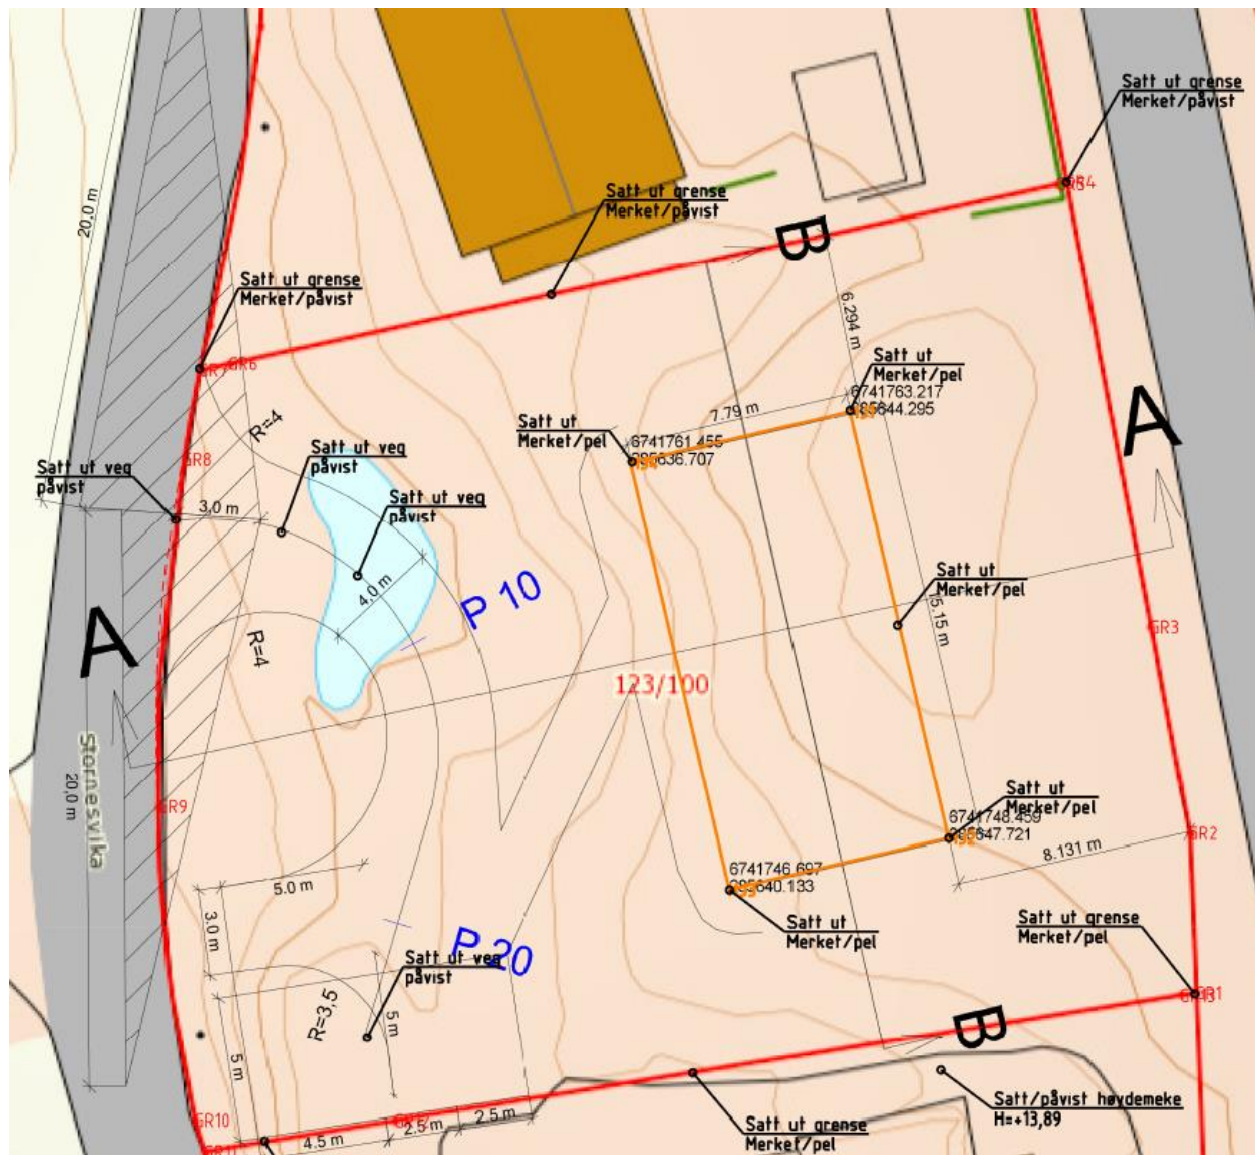 Satt ut grense
Merket/påvist
20.0 m
Satt ut grense
Merket/påvist
GR4
B
Satt ut grense
Merket/påvist
6.294 m
GR6
Satt ut
Merket/pel
6741763.217
7.79 m
A
R=4
Satt ut
Merket/pel
6741761.455
Satt ut veg
påvist
GR8
Satt ut veg
påvist
Satt ut veg
påvist
3,0 m
4,0 m
P 10
Satt ut
Merket/pel
5.15 m
A
R=4
GR3
123/100
Stornesvika
20,0 m
GR9
Satt ut
Merket/pel
6741748.459
GR2
8.131 m
6741746.697
5.0 m
Satt ut
Merket/pel
Satt ut grense
Merket/pel
3.0 m
P 20
Satt ut veg
påvist
GR1
R=3,5
5 m
5 m
B
Satt/påvist høydemeke
H=+13,89
GR10
4.5 m
2.5 m
2.5 m
Satt ut grense
Merket/pel